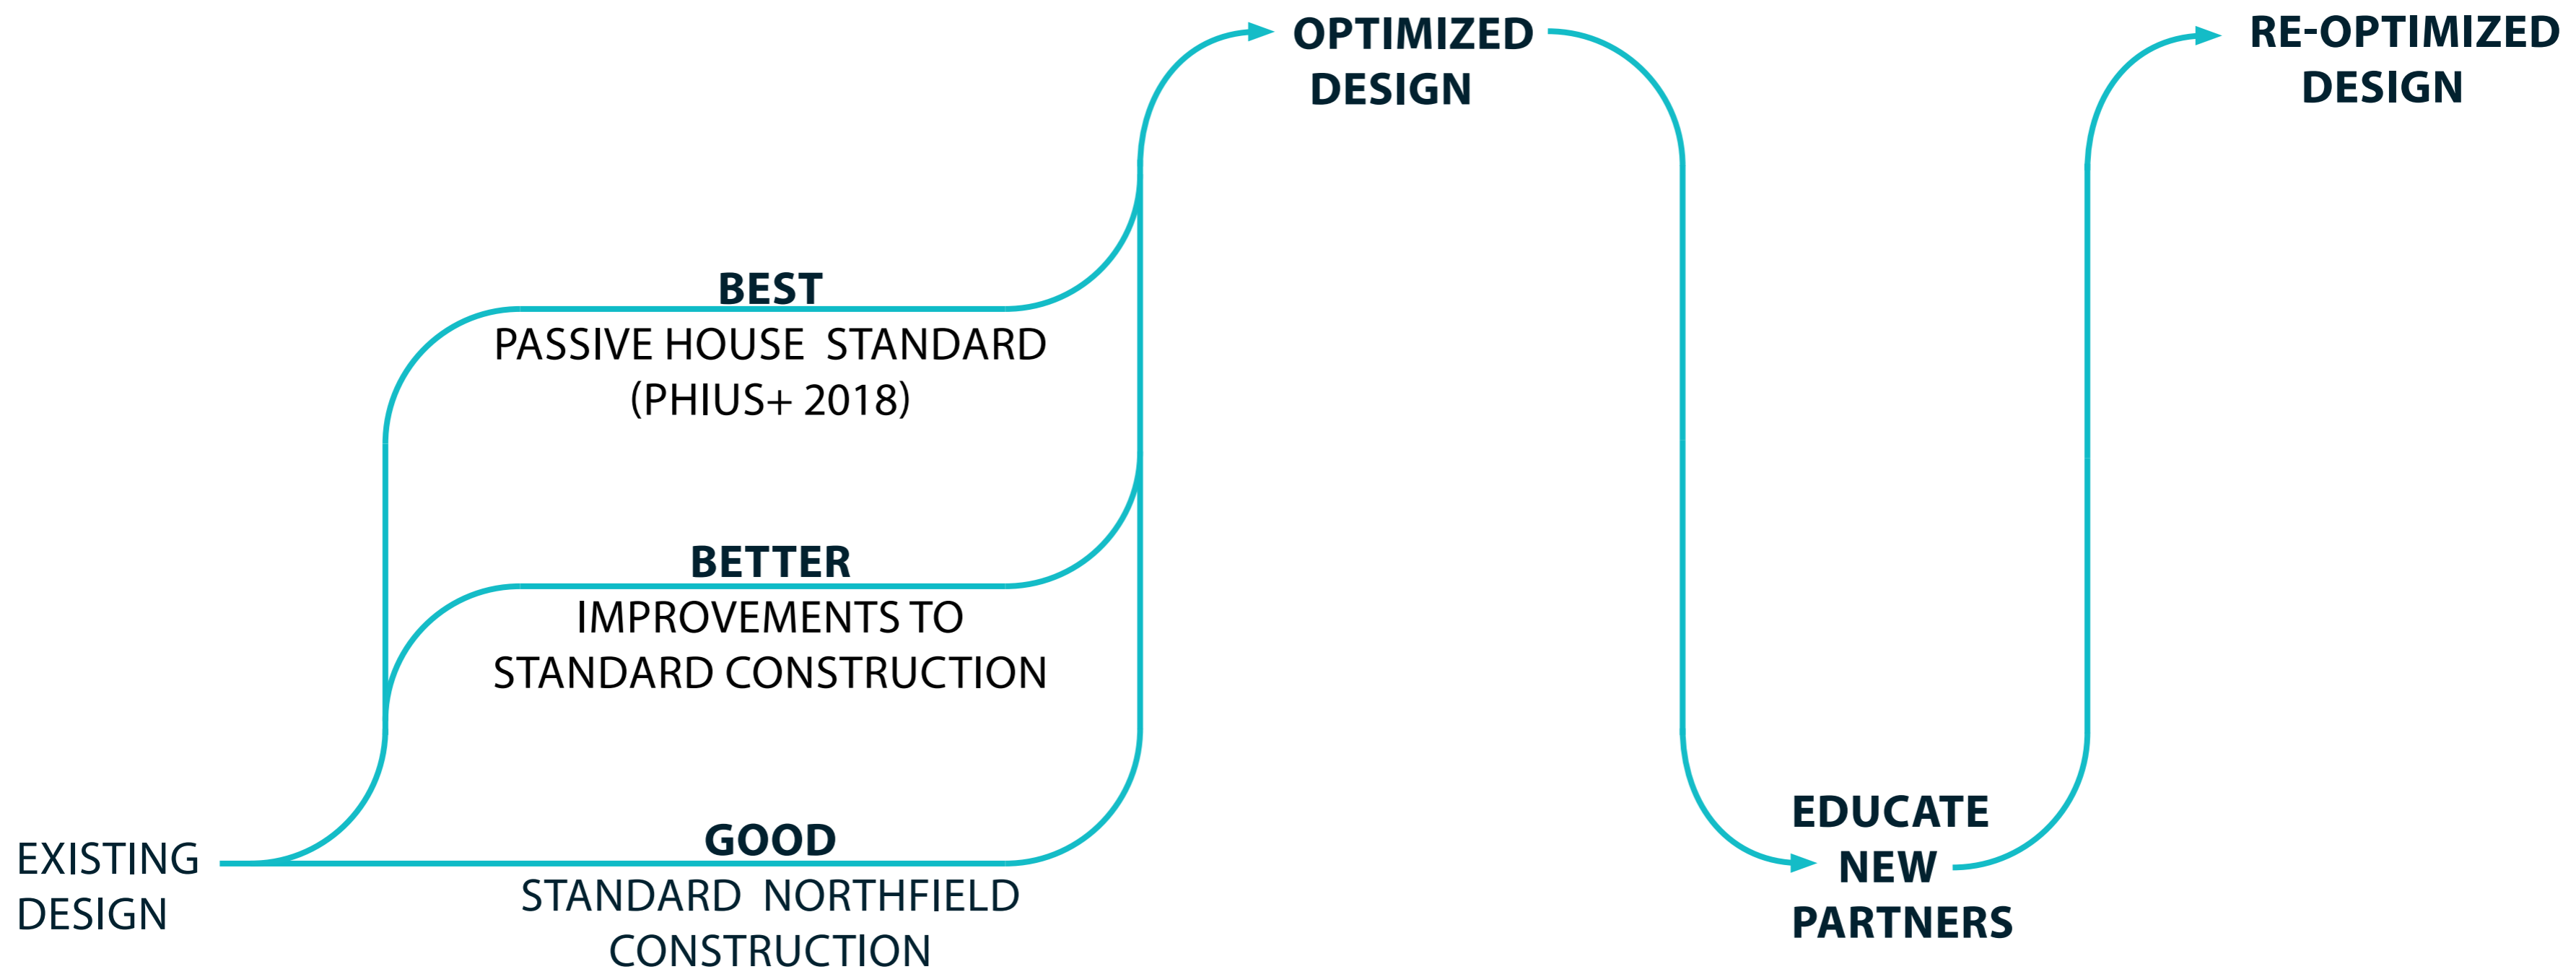 EXISTING
DESIGN
BEST
PASSIVE HOUSE STANDARD
(PHIUS+ 2018)
BETTER
IMPROVEMENTS TO
STANDARD CONSTRUCTION
GOOD
STANDARD NORTHFIELD
CONSTRUCTION
OPTIMIZED
DESIGN
EDUCATE
NEW
PARTNERS
RE-OPTIMIZED
DESIGN